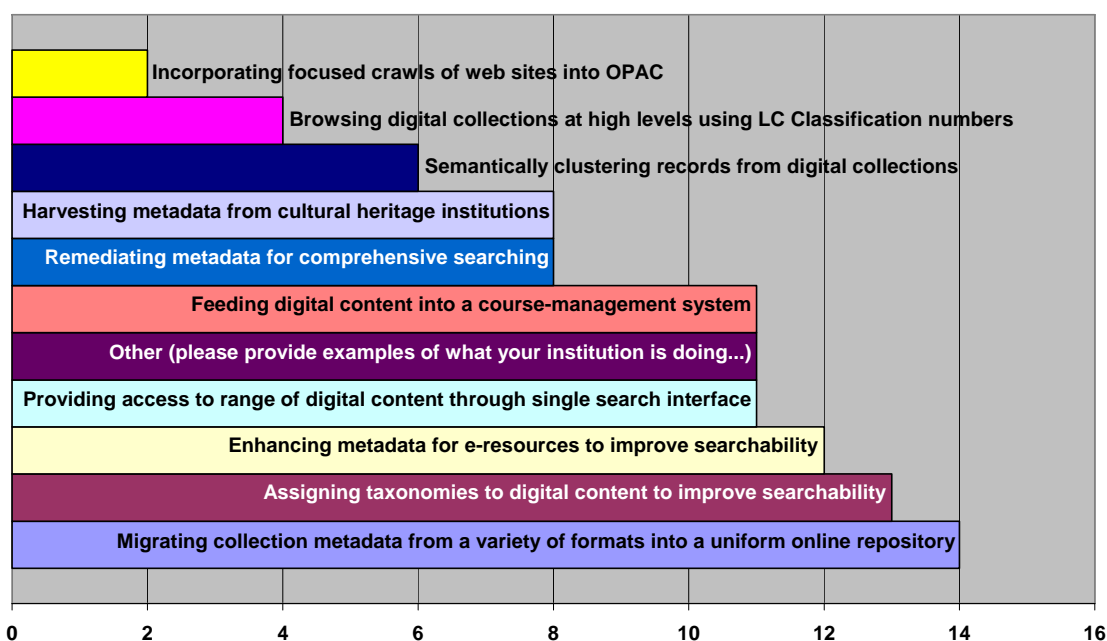 Incorporating focused crawls of web sites into OPAC
Browsing digital collections at high levels using LC Classification numbers
Semantically clustering records from digital collections
Harvesting metadata from cultural heritage institutions
Remediating metadata for comprehensive searching
Feeding digital content into a course-management system
Other (please provide examples of what your institution is doing...)
Providing access to range of digital content through single search interface
Enhancing metadata for e-resources to improve searchability
Assigning taxonomies to digital content to improve searchability
Migrating collection metadata from a variety of formats into a uniform online repository
0 2 4 6 8 10 12 14 16